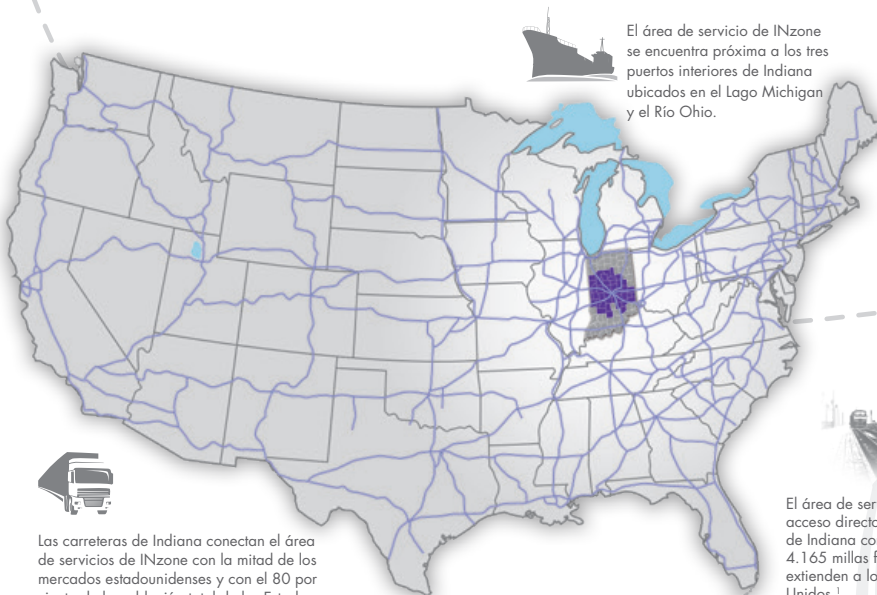 El área de servicio de INzone
se encuentra próxima a los tres
puertos interiores de Indiana
ubicados en el Lago Michigan
y el Río Ohio.
Las carreteras de Indiana conectan el área
de servicios de INzone con la mitad de los
mercados estadounidenses y con el 80 por
El área de ser
acceso directo
de Indiana co
4.165 millas f
extienden a lo
Unidos.1